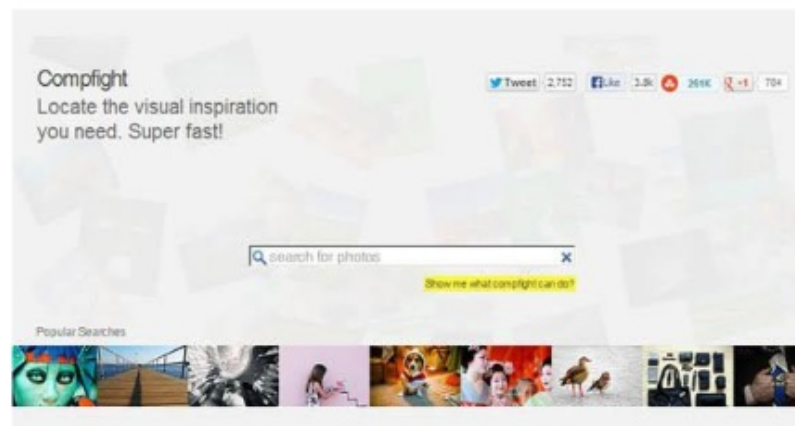 Compfight
Locate the visual inspiration
you need. Super fast!
Tweet 2,752 Like 3.8k 261K +1 704
search for photos
Show me what compfight can do?
Popular Searches